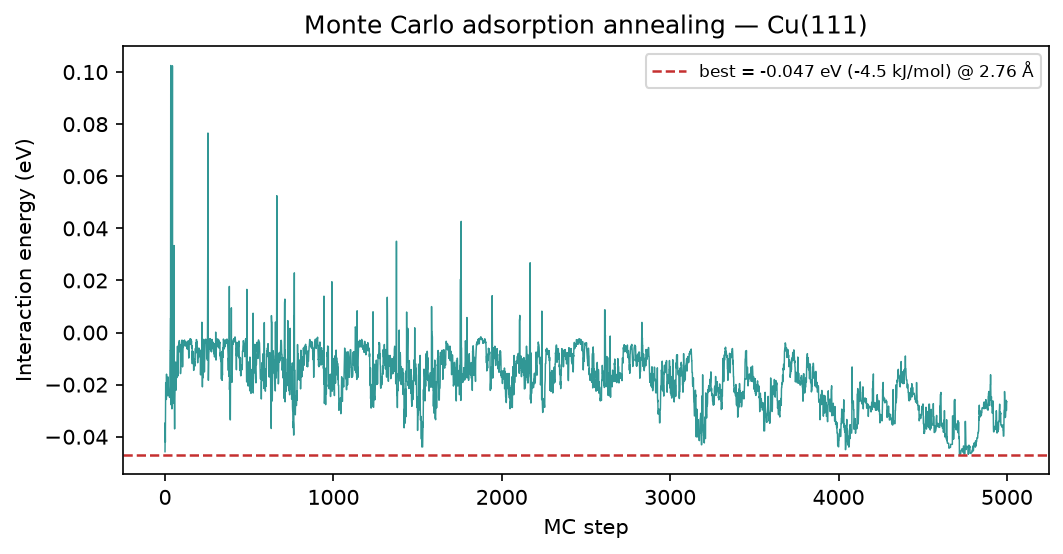 Monte Carlo adsorption annealing — Cu(111)
best = -0.047 eV (-4.5 kJ/mol) @ 2.76 Å
Interaction energy (eV)
0.10
0.08
0.06
0.04
0.02
0.00
−0.02
−0.04
0 1000 2000 3000 4000 5000
MC step